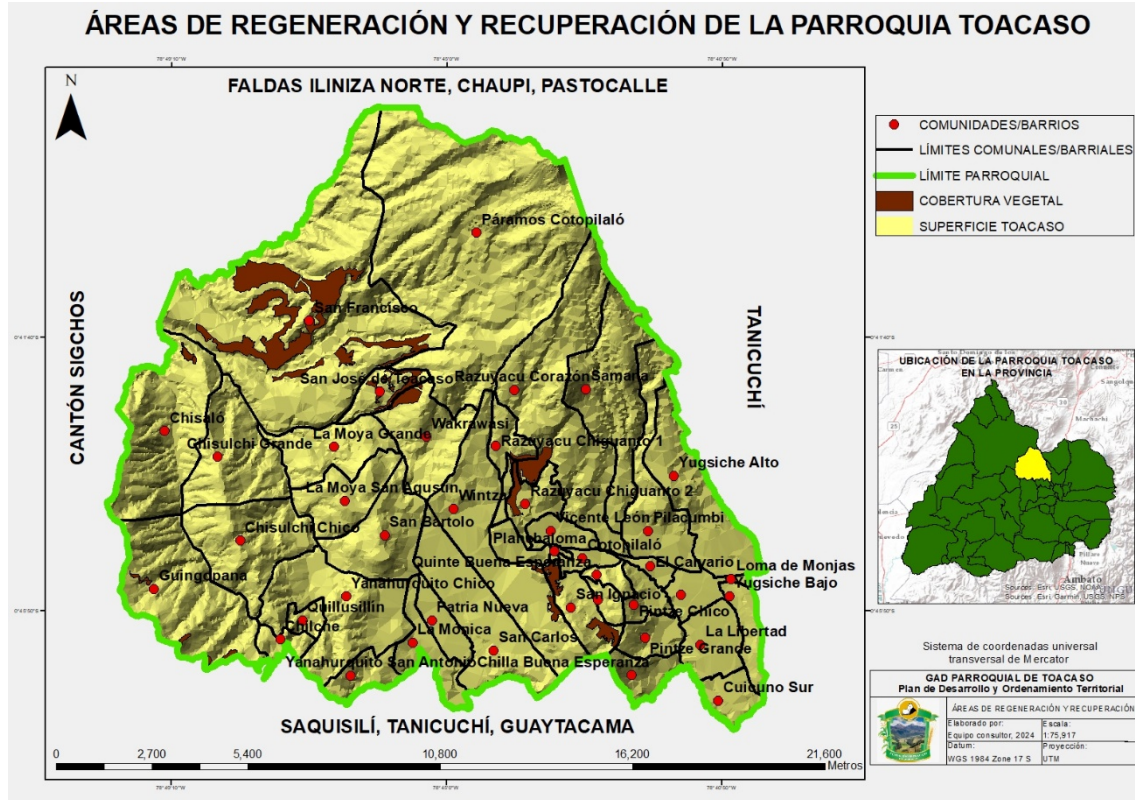 ÁREAS DE REGENERACIÓN Y RECUPERACIÓN DE LA PARROQUIA TOACASO
N
FALDAS ILINIZA NORTE, CHAUPI, PASTOCALLE
CANTÓN SIGCHOS
TANICUCHÍ
SAQUISILÍ, TANICUCHÍ, GUAYTACAMA
Páramos Cotopilaló
San Francisco
San José de Toacaso
Razuyacu Corazón
Samana
Chisaló
Wakrawasi
La Moya Grande
Chisulchi Grande
Razuyacu Chiguanto 1
Yugsiche Alto
La Moya San Agustín
Wintza
Razuyacu Chiguanto 2
Chisulchi Chico
San Bartolo
Vicente León
Pilacumbi
Planchaloma
Cotopilaló
Quinte Buena Esperanza
El Calvario
Loma de Monjas
Guingopana
Yanahurquito Chico
Yugsiche Bajo
San Ignacio
Quillusillin
Patria Nueva
Pintze Chico
Chilche
La Mónica
San Carlos
La Libertad
Pintze Grande
Yanahurquito San Antonio
Chilla Buena Esperanza
Cuicuno Sur
0 2,700 5,400 10,800 16,200 21,600
Metros
COMUNIDADES/BARRIOS
LÍMITES COMUNALES/BARRIALES
LÍMITE PARROQUIAL
COBERTURA VEGETAL
SUPERFICIE TOACASO
UBICACIÓN DE LA PARROQUIA TOACASO
EN LA PROVINCIA
Ambato
Sistema de coordenadas universal
transversal de Mercator
GAD PARROQUIAL DE TOACASO
Plan de Desarrollo y Ordenamiento Territorial
ÁREAS DE REGENERACIÓN Y RECUPERACIÓN
Elaborado por:
Equipo consultor, 2024
Escala:
1:75,917
Datum:
WGS 1984 Zone 17 S
Proyección:
UTM